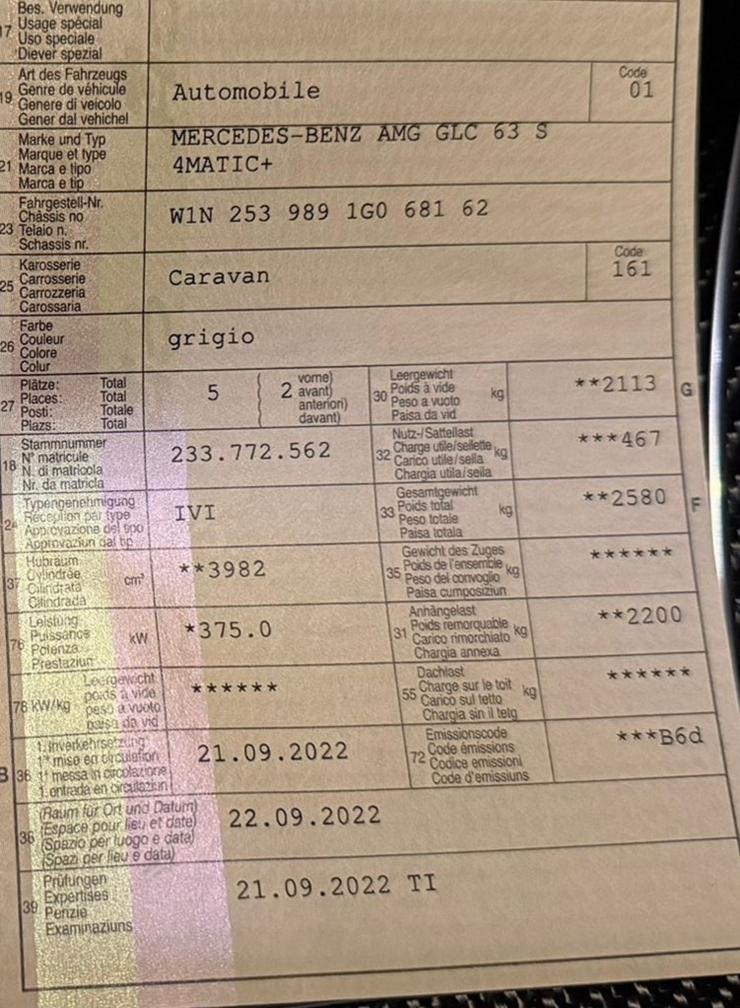 Bes. Verwendung
17 Usage spécial
Uso speciale
Diever spezial
Art des Fahrzeugs
19 Genre de véhicule
Genere di veicolo
Gener dal vehichel
Automobile
Code
01
Marke und Typ
Marque et type
21 Marca e tipo
Marca e tip
MERCEDES-BENZ AMG GLC 63 S
4MATIC+
Fahrgestell-Nr.
Châssis no
23 Telaio n.
Schassis nr.
W1N 253 989 1G0 681 62
Karosserie
25 Carrosserie
Carrozzeria
Carossaria
Caravan
Code
161
Farbe
26 Couleur
Colore
Colur
grigio
Plätze: Total
27 Places: Total
Posti: Totale
Plazs: Total
5
2 vorne)
avant)
anteriori)
davant)
Leergewicht
30 Poids à vide kg
Peso a vuoto
Paisa da vid
**2113 G
Stammnummer
18 N° matricule
N. di matricola
Nr. da matricla
233.772.562
Nutz-/Sattellast
32 Charge utile/sellette kg
Carico utile/sella
Chargia utila/seila
***467
Typengenehmigung
24 Réception par type
Approvazione del tipo
Approvaziun dal tip
IVI
Gesamtgewicht
33 Poids total kg
Peso totale
Paisa totala
**2580 F
Hubraum
37 Cylindrée cm³
Cilindrata
Cilindrada
**3982
Gewicht des Zuges
35 Poids de l'ensemble kg
Peso del convoglio
Paisa cumposiziun
******
Leistung
76 Puissance kW
Potenza
Prestaziun
*375.0
Anhängelast
31 Poids remorquable kg
Carico rimorchiato
Chargia annexa
**2200
Leergewicht
78 kW/kg poids à vide
peso a vuoto
paisa da vid
******
Dachlast
55 Charge sur le toit kg
Carico sul tetto
Chargia sin il tetg
******
1. Inverkehrsetzung
B 36 1re mise en circulation
1a messa in circolazione
1. entrada en circulaziun
21.09.2022
Emissionscode
72 Code émissions
Codice emissioni
Code d'emissiuns
***B6d
(Raum für Ort und Datum)
38 (Espace pour lieu et date)
(Spazio per luogo e data)
(Spazi per lieu e data)
22.09.2022
Prüfungen
39 Expertises
Perizie
Examinaziuns
21.09.2022 TI